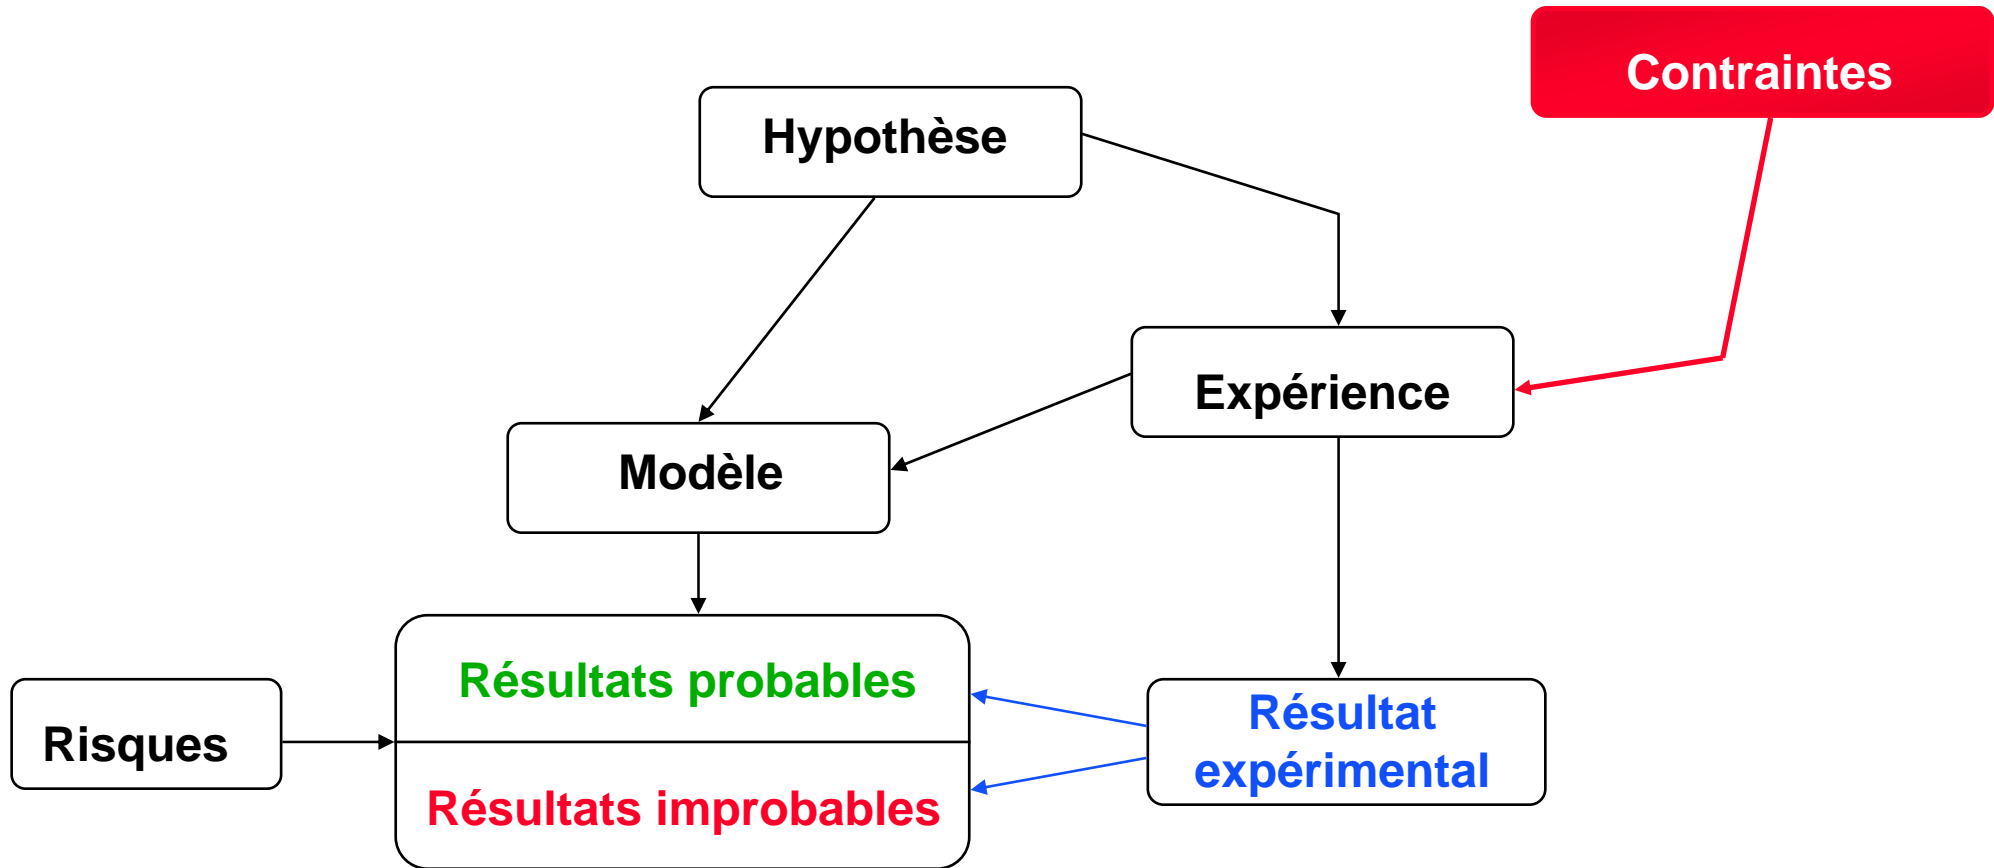 Contraintes
Hypothèse
Expérience
Modèle
Résultats probables
Risques
Résultats improbables
Résultat
expérimental